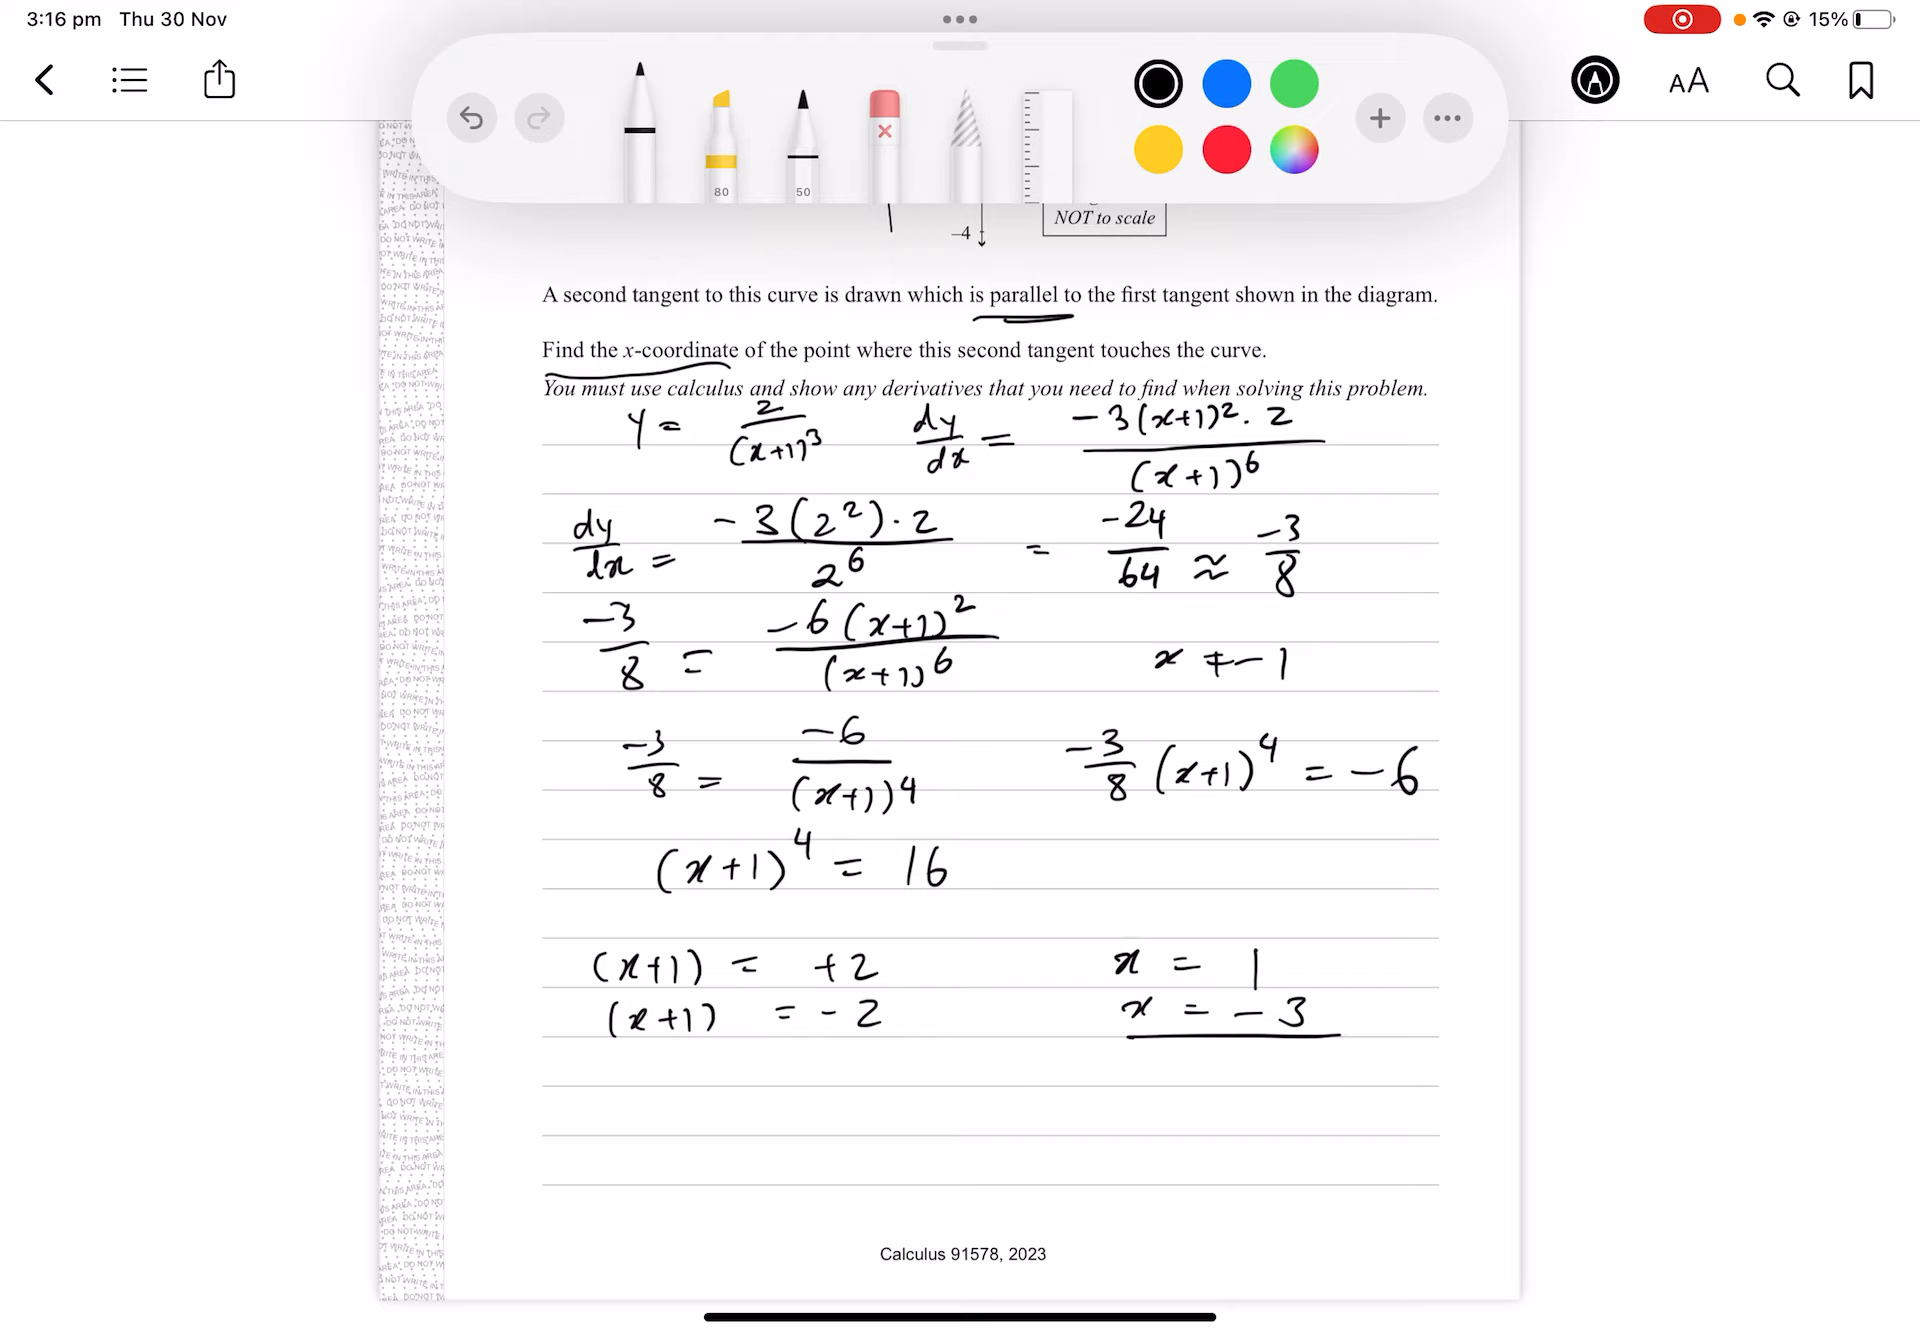 3:16 pm Thu 30 Nov
15%
AA
80
50
-4
NOT to scale
A second tangent to this curve is drawn which is parallel to the first tangent shown in the diagram.
Find the x-coordinate of the point where this second tangent touches the curve.
You must use calculus and show any derivatives that you need to find when solving this problem.
y = 2/(x+1)^3 dy/dx = -3(x+1)^2 . 2/(x+1)^6
dy/dx = -3(2^2) · 2/2^6 = -24/64 ≈ -3/8
-3/8 = -6(x+1)^2/(x+1)^6 x ≠ -1
-3/8 = -6/(x+1)^4 -3/8 (x+1)^4 = -6
(x+1)^4 = 16
(x+1) = +2 x = 1
(x+1) = -2 x = -3
Calculus 91578, 2023